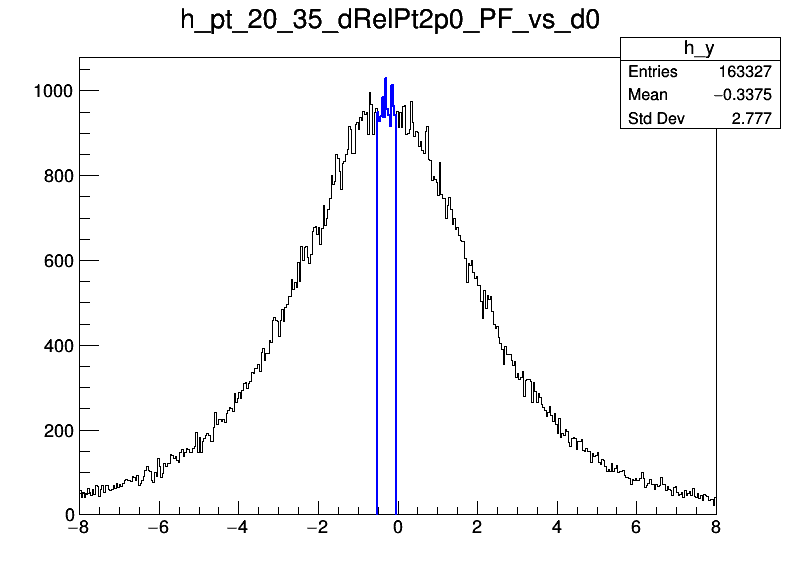 h_pt_20_35_dRelPt2p0_PF_vs_d0
h_y
Entries 163327
Mean −0.3375
Std Dev 2.777
1000
800
600
400
200
0
−8 −6 −4 −2 0 2 4 6 8